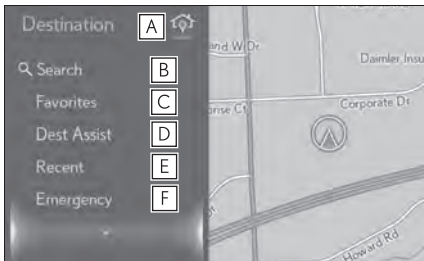 Destination A
Search B
Favorites C
Dest Assist D
Recent E
Emergency F
and W Dr
Daimler Insu
rise Ct
Corporate Dr
Howard Rd